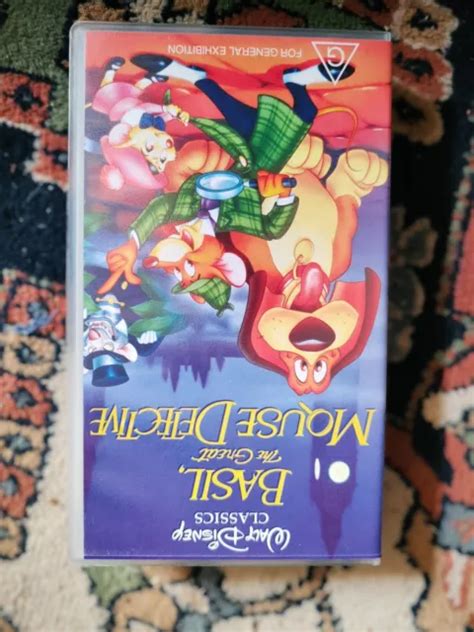 WALT DISNEY
CLASSICS
BASIL,
The Great
MOUSE DETECTIVE
FOR GENERAL EXHIBITION
G